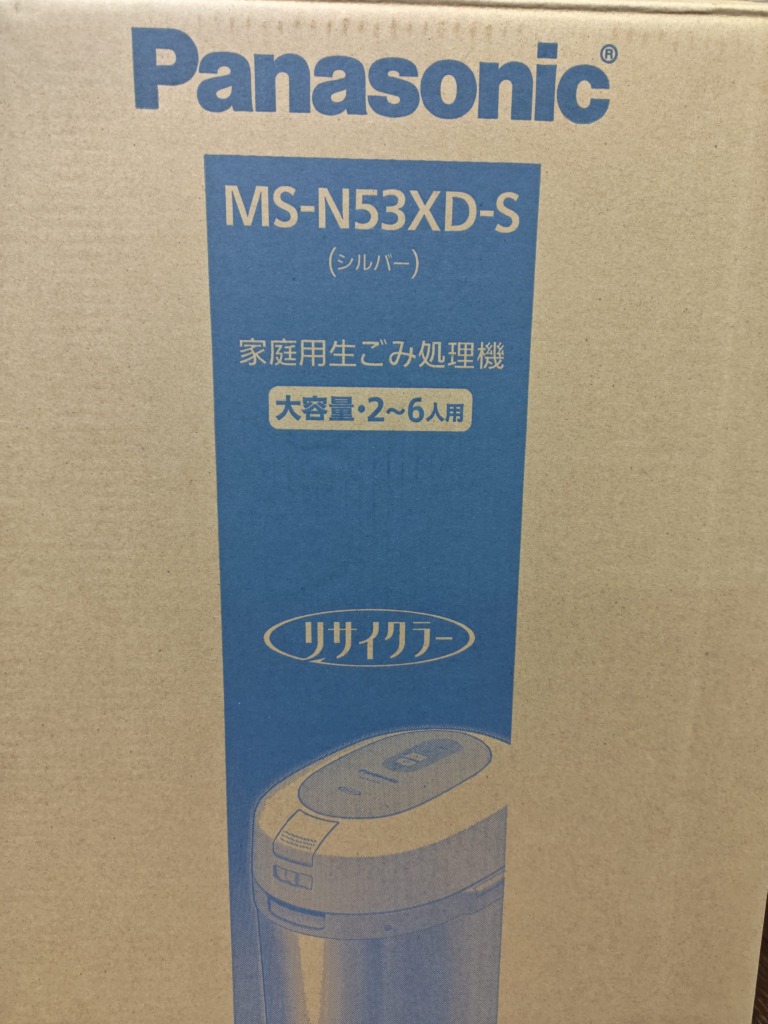 Panasonic®
MS-N53XD-S
(シルバー)
家庭用生ごみ処理機
大容量・2~6人用
リサイクラー